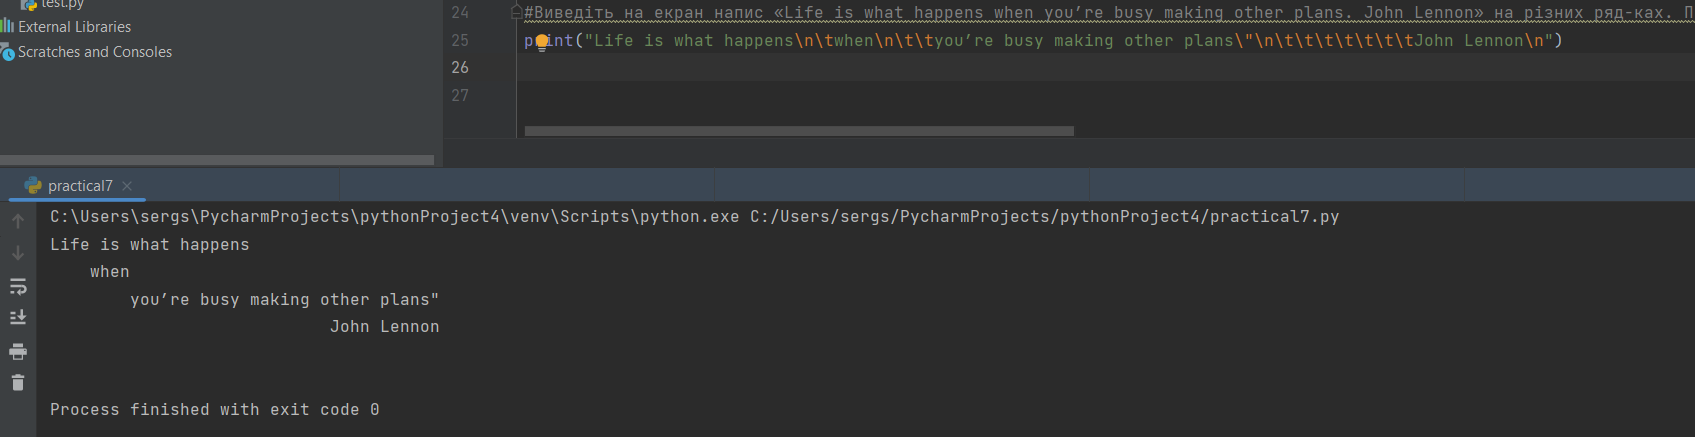 test.py
External Libraries
Scratches and Consoles
24 #Виведіть на екран напис «Life is what happens when you’re busy making other plans. John Lennon» на різних ряд-ках. П
25 print("Life is what happens\n\twhen\n\t\tyou’re busy making other plans\"\n\t\t\t\t\t\t\tJohn Lennon\n")
26
27
practical7
C:\Users\sergs\PycharmProjects\pythonProject4\venv\Scripts\python.exe C:/Users/sergs/PycharmProjects/pythonProject4/practical7.py
Life is what happens
when
you’re busy making other plans"
John Lennon
Process finished with exit code 0